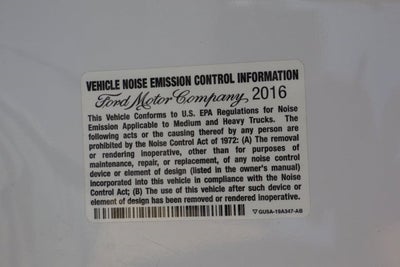 VEHICLE NOISE EMISSION CONTROL INFORMATION
Ford Motor Company 2016
This Vehicle Conforms to U.S. EPA Regulations for Noise
Emission Applicable to Medium and Heavy Trucks. The
following acts or the causing thereof by any person are
prohibited by the Noise Control Act of 1972: (A) The removal
or rendering inoperative, other than for purposes of
maintenance, repair, or replacement, of any noise control
device or element of design (listed in the owner's manual)
incorporated into this vehicle in compliance with the Noise
Control Act; (B) The use of this vehicle after such device or
element of design has been removed or rendered inoperative.
GU5A-19A347-AB